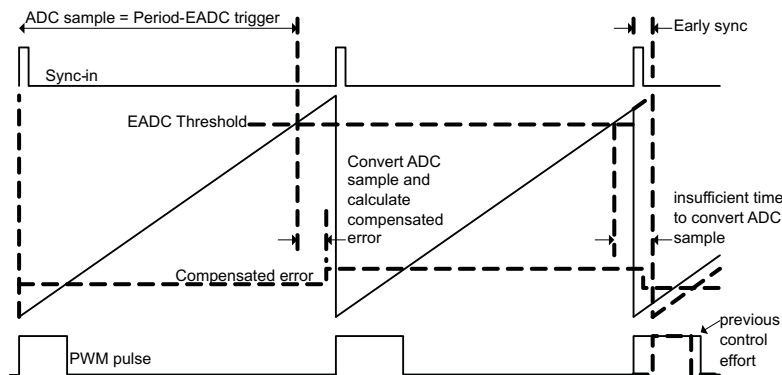 ADC sample = Period-EADC trigger
Early sync
Sync-in
EADC Threshold
Convert ADC
sample and
calculate
compensated
error
insufficient time
to convert ADC
sample
Compensated error
PWM pulse
previous
control
effort